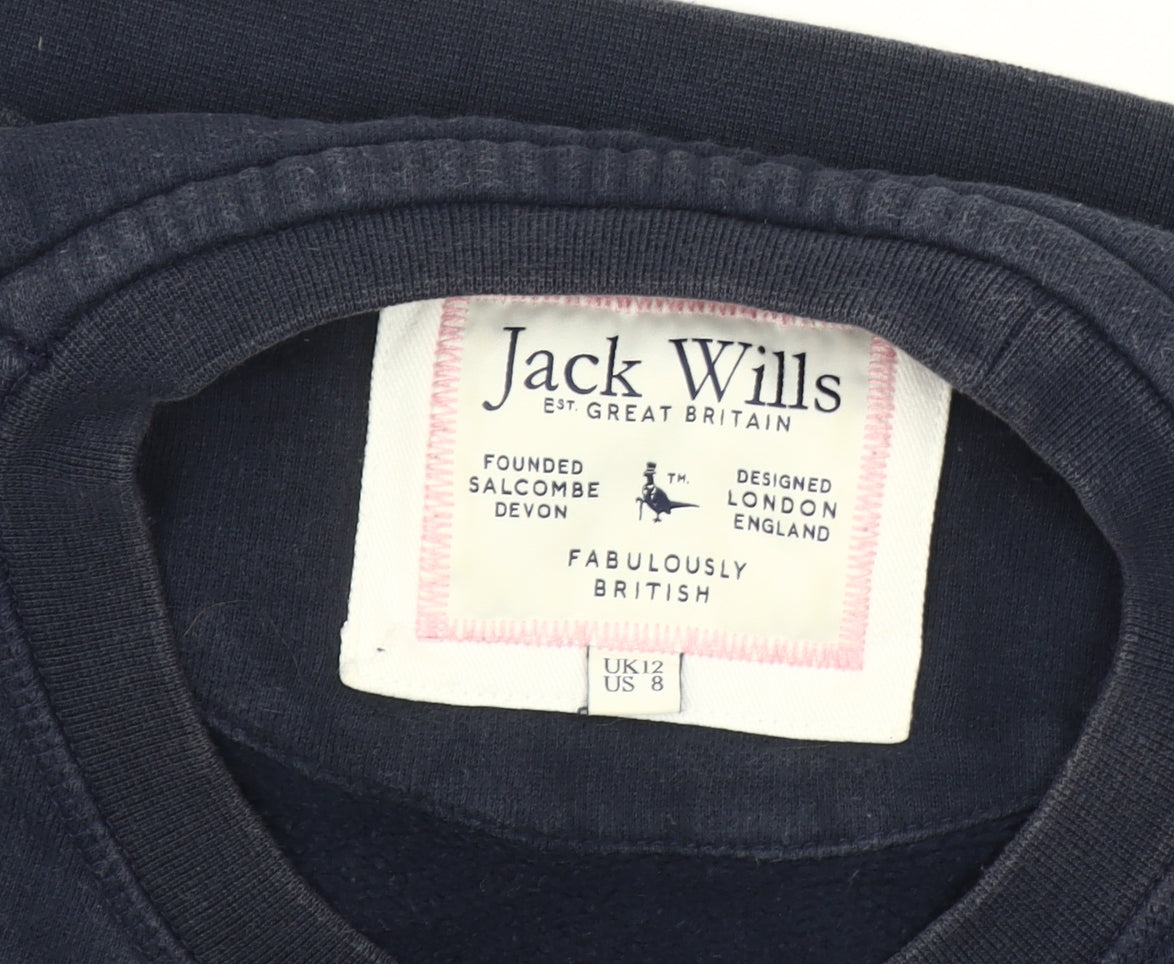 Jack Wills
EST. GREAT BRITAIN
FOUNDED
SALCOMBE
DEVON
TM.
DESIGNED
LONDON
ENGLAND
FABULOUSLY
BRITISH
UK12
US 8